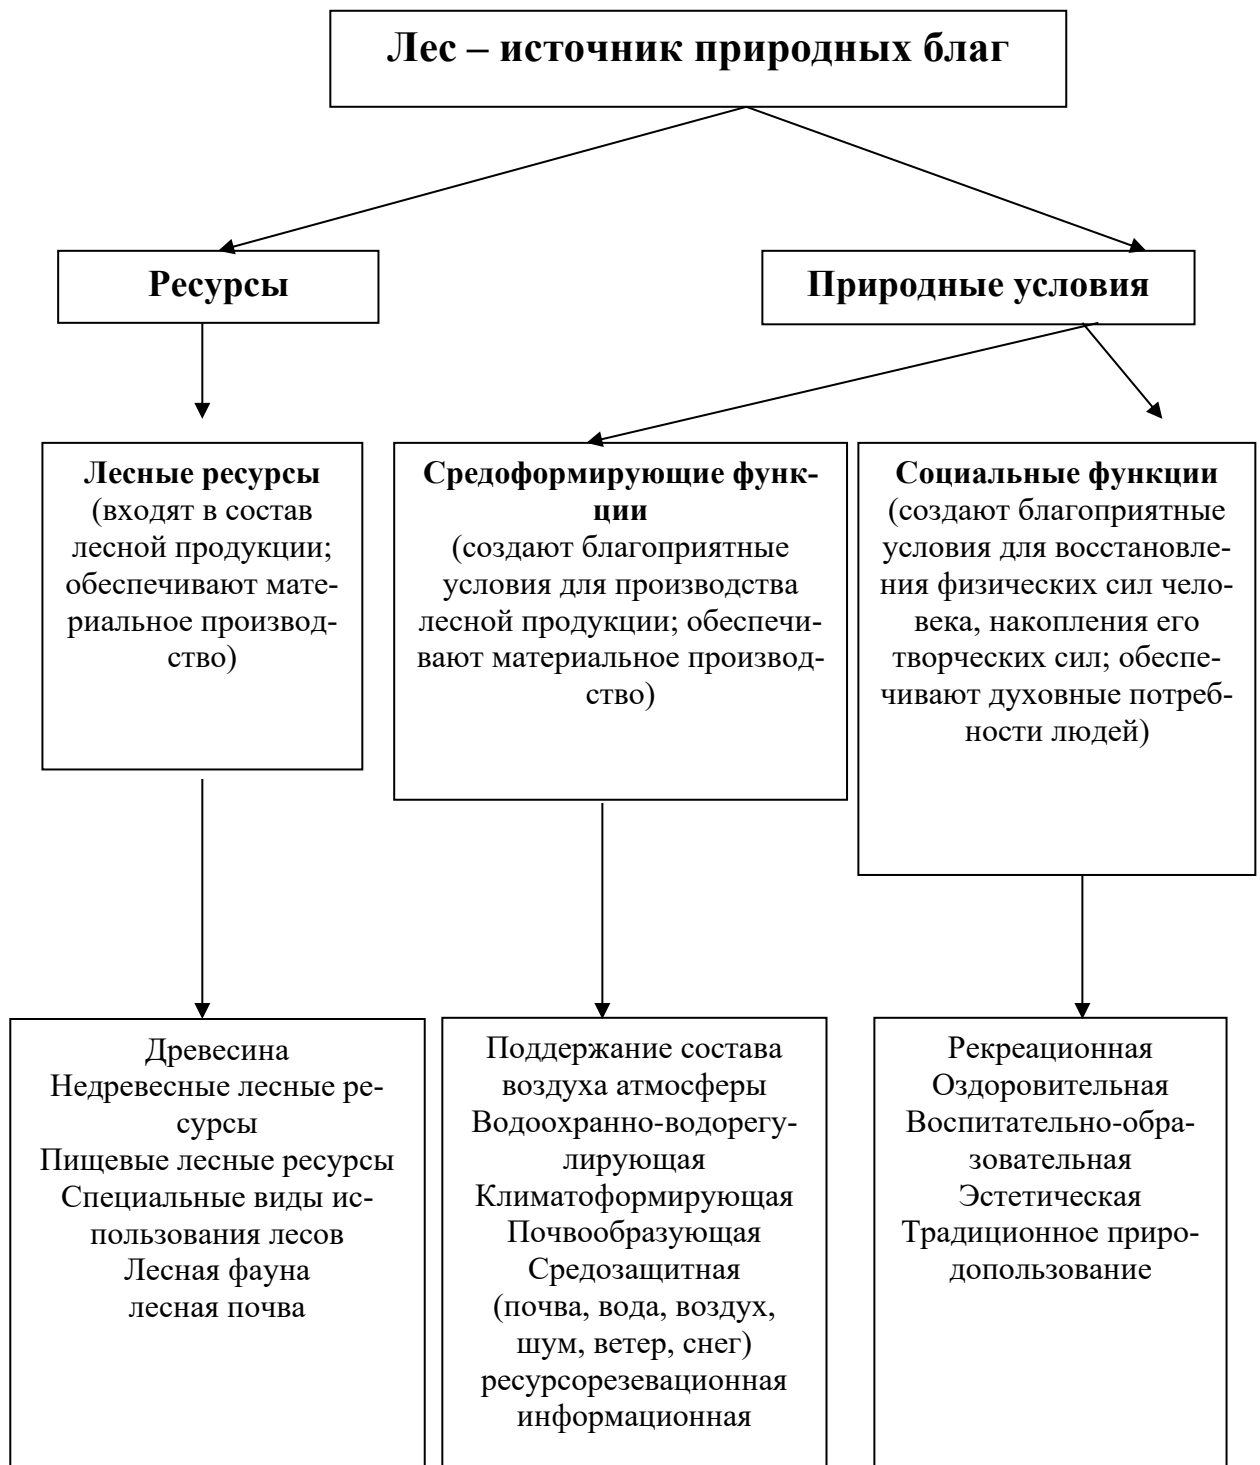 Лес – источник природных благ
Ресурсы
Природные условия
Лесные ресурсы
(входят в состав
лесной продукции;
обеспечивают мате-
риальное производ-
ство)
Средоформирующие функ-
ции
(создают благоприятные
условия для производства
лесной продукции; обеспечи-
вают материальное производ-
ство)
Социальные функции
(создают благоприятные
условия для восстановле-
ния физических сил чело-
века, накопления его
творческих сил; обеспе-
чивают духовные потреб-
ности людей)
Древесина
Недревесные лесные ре-
сурсы
Пищевые лесные ресурсы
Специальные виды ис-
пользования лесов
Лесная фауна
лесная почва
Поддержание состава
воздуха атмосферы
Водоохранно-водорегу-
лирующая
Климатоформирующая
Почвообразующая
Средозащитная
(почва, вода, воздух,
шум, ветер, снег)
ресурсорезевационная
информационная
Рекреационная
Оздоровительная
Воспитательно-обра-
зовательная
Эстетическая
Традиционное приро-
допользование